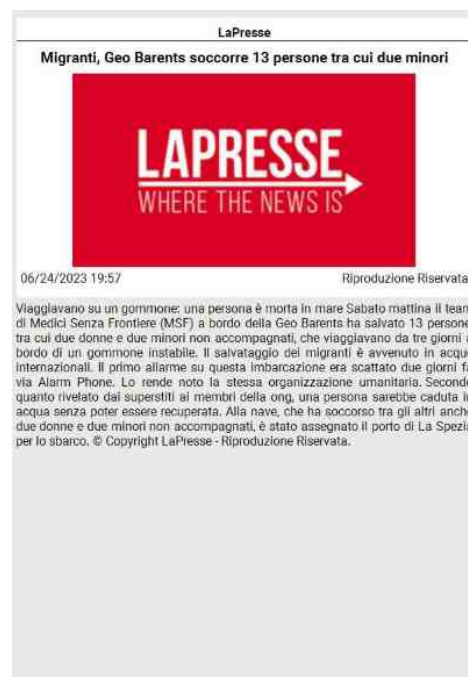 LaPresse
Migranti, Geo Barents soccorre 13 persone tra cui due minori
LAPRESSE
WHERE THE NEWS IS
06/24/2023 19:57 Riproduzione Riservata
Viaggiavano su un gommone: una persona è morta in mare Sabato mattina il team
di Medici Senza Frontiere (MSF) a bordo della Geo Barents ha salvato 13 persone
tra cui due donne e due minori non accompagnati, che viaggiavano da tre giorni a
bordo di un gommone instabile. Il salvataggio dei migranti è avvenuto in acque
internazionali. Il primo allarme su questa imbarcazione era scattato due giorni fa
via Alarm Phone. Lo rende noto la stessa organizzazione umanitaria. Secondo
quanto rivelato dai superstiti ai membri della ong, una persona sarebbe caduta in
acqua senza poter essere recuperata. Alla nave, che ha soccorso tra gli altri anche
due donne e due minori non accompagnati, è stato assegnato il porto di La Spezia
per lo sbarco. © Copyright LaPresse - Riproduzione Riservata.